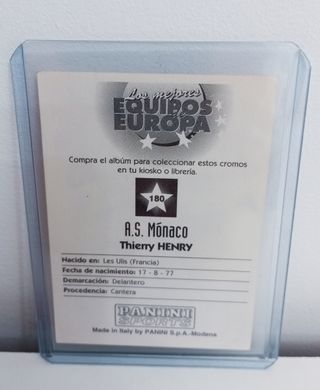 Los mejores
EQUIPOS
EUROPA
Compra el albúm para coleccionar estos cromos
en tu kiosko o librería.
180
A.S. Mónaco
Thierry HENRY
Nacido en: Les Ulis (Francia)
Fecha de nacimiento: 17 - 8 - 77
Demarcación: Delantero
Procedencia: Cantera
PANINI
SPORTS
Made in Italy by PANINI S.p.A.-Modena